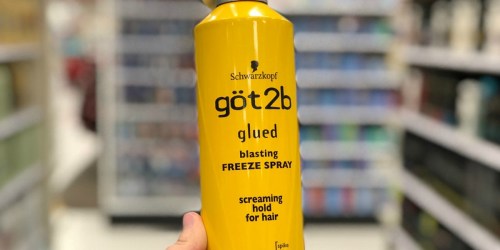 Schwarzkopf
göt2b
glued
blasting
FREEZE SPRAY
screaming
hold
for hair